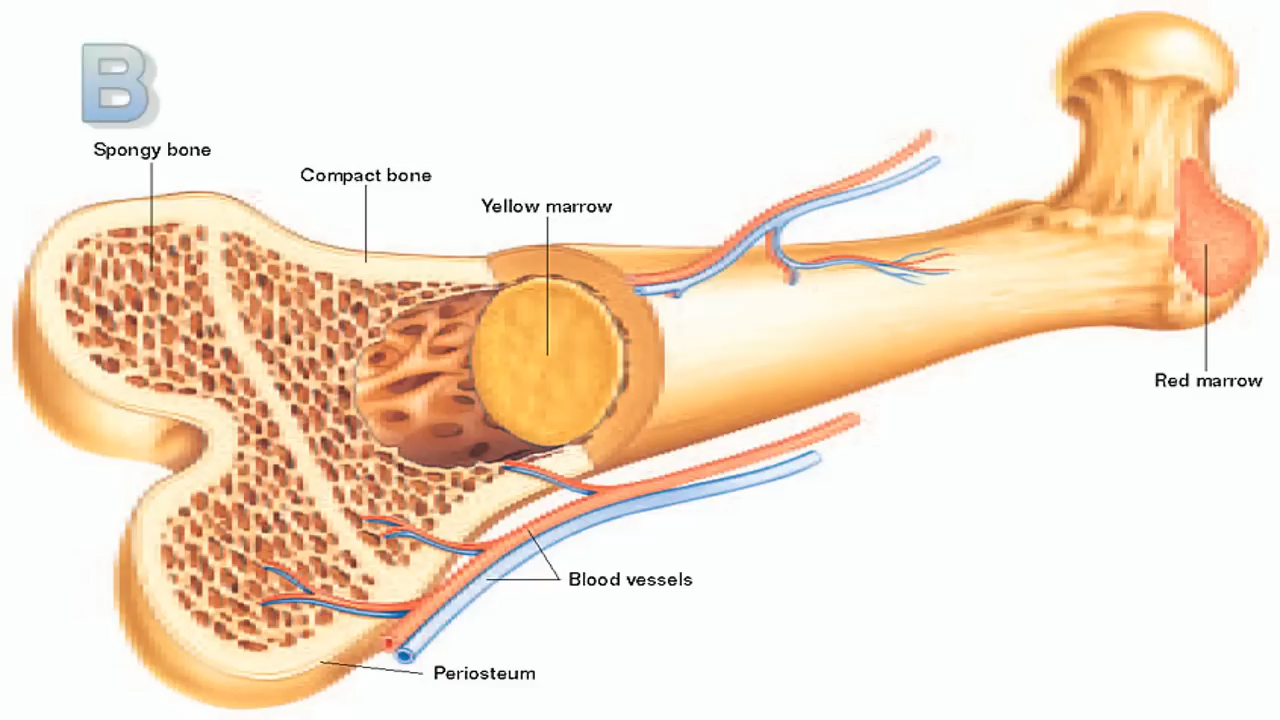 B
Spongy bone
Compact bone
Yellow marrow
Red marrow
Blood vessels
Periosteum